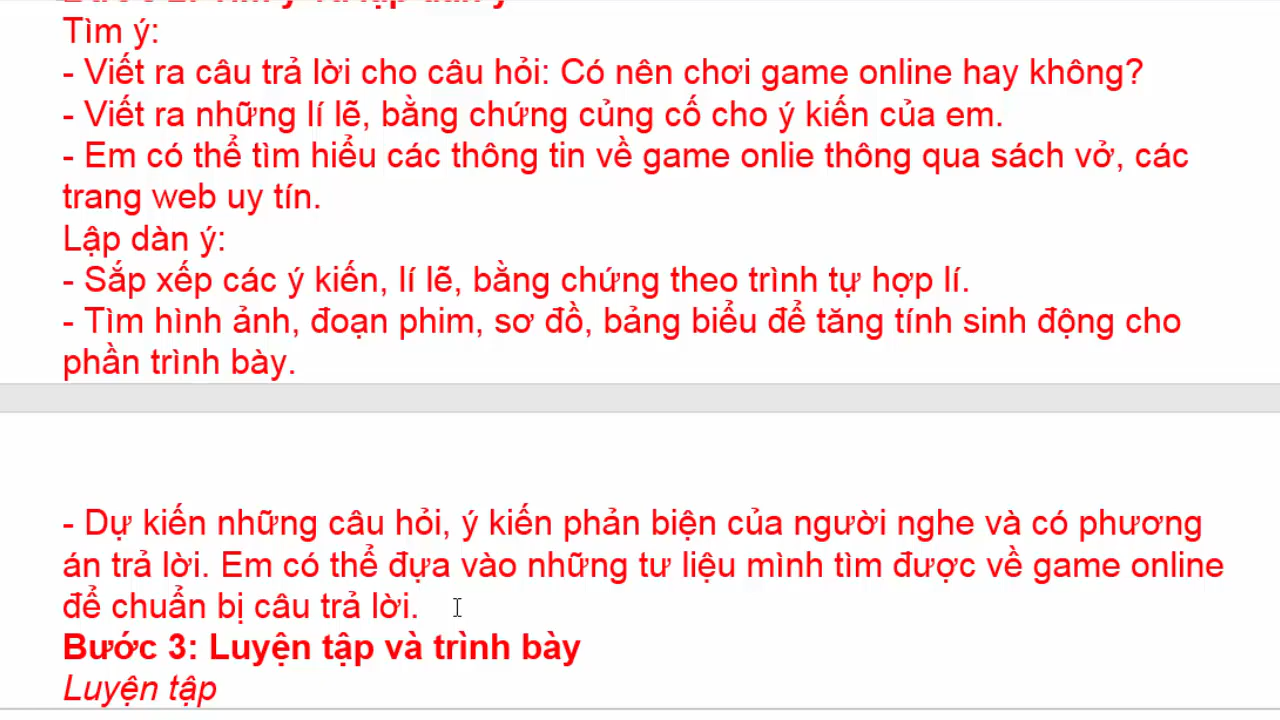 Tìm ý:
- Viết ra câu trả lời cho câu hỏi: Có nên chơi game online hay không?
- Viết ra những lí lẽ, bằng chứng củng cố cho ý kiến của em.
- Em có thể tìm hiểu các thông tin về game onlie thông qua sách vở, các
trang web uy tín.
Lập dàn ý:
- Sắp xếp các ý kiến, lí lẽ, bằng chứng theo trình tự hợp lí.
- Tìm hình ảnh, đoạn phim, sơ đồ, bảng biểu để tăng tính sinh động cho
phần trình bày.
- Dự kiến những câu hỏi, ý kiến phản biện của người nghe và có phương
án trả lời. Em có thể đựa vào những tư liệu mình tìm được về game online
để chuẩn bị câu trả lời.
Bước 3: Luyện tập và trình bày
Luyện tập